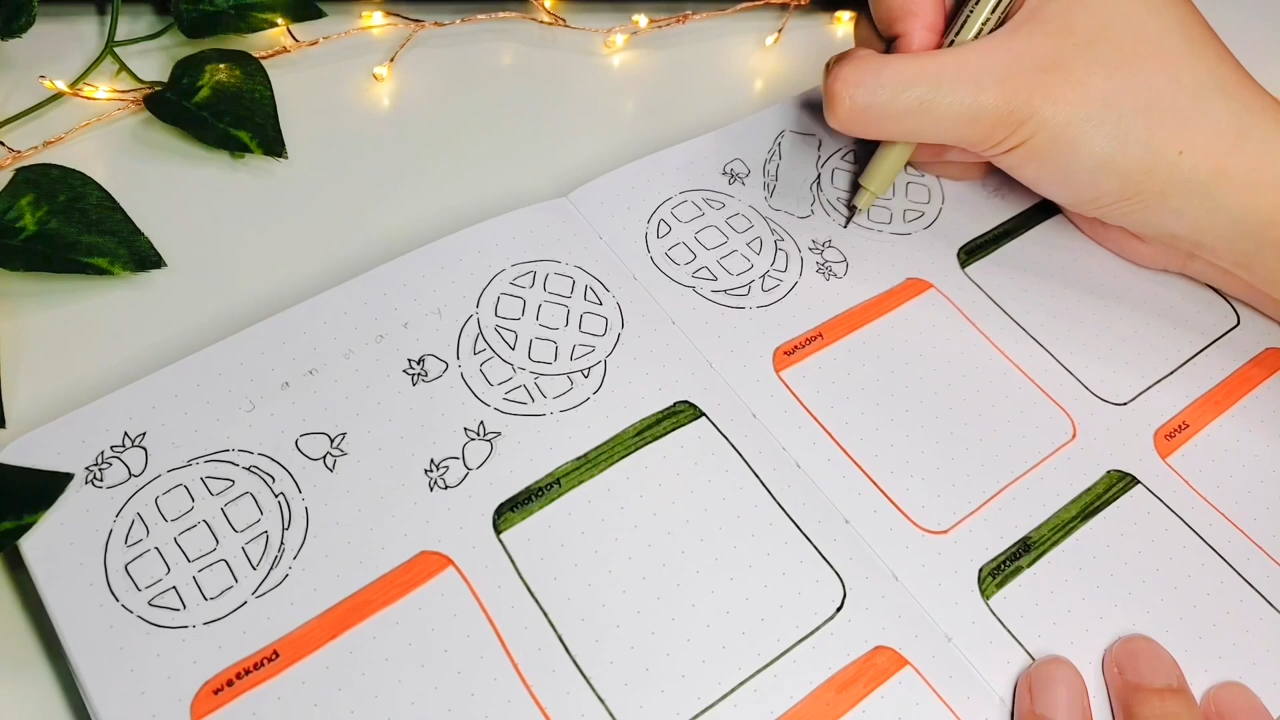 january
monday
weekend
tuesday
notes
weekend